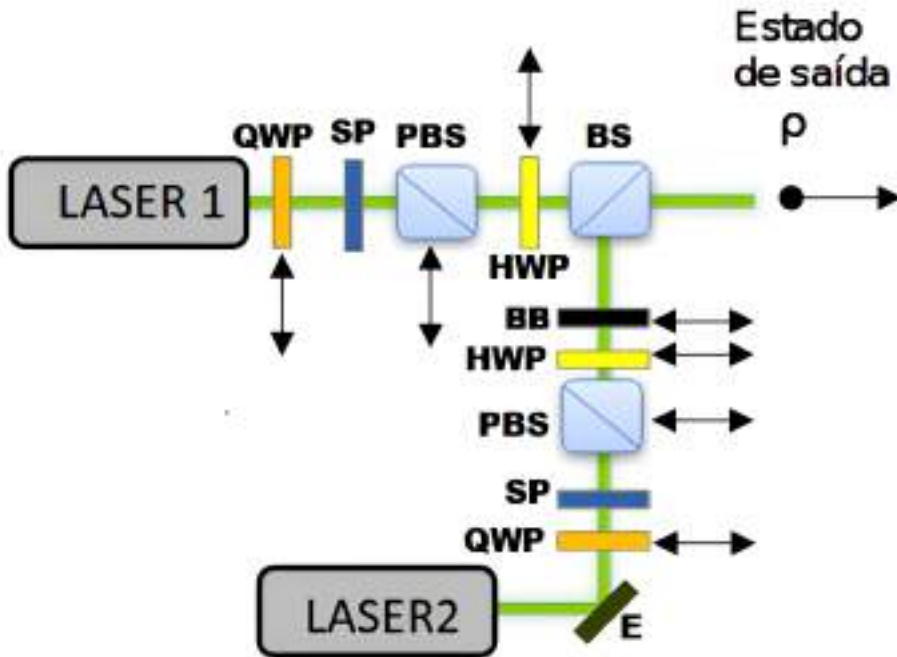 Estado
de saída
ρ
QWP
SP
PBS
BS
LASER 1
HWP
BB
HWP
PBS
SP
QWP
LASER2
E